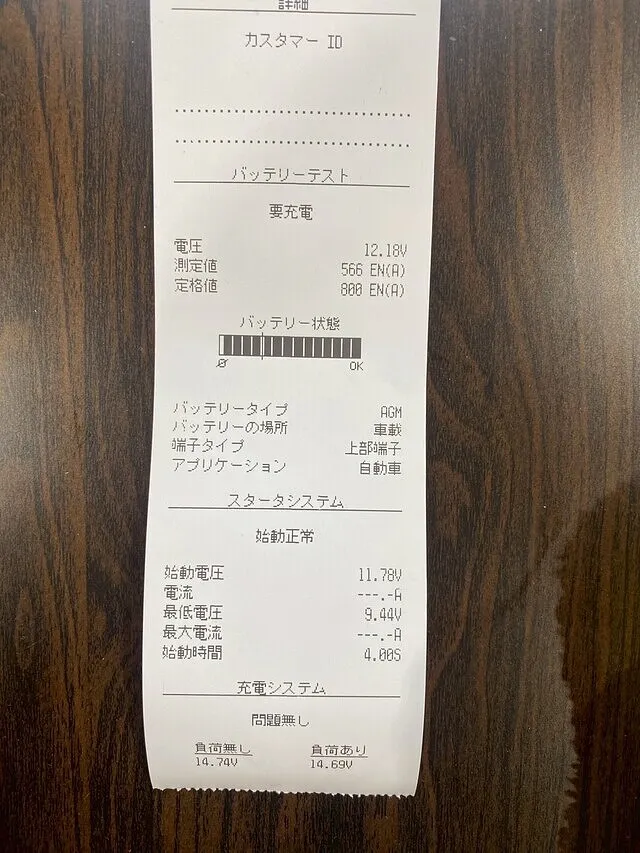 詳細
カスタマー ID
バッテリーテスト
要充電
電圧 12.18V
測定値 566 EN(A)
定格値 800 EN(A)
バッテリー状態
0 OK
バッテリータイプ AGM
バッテリーの場所 車載
端子タイプ 上部端子
アプリケーション 自動車
スタータシステム
始動正常
始動電圧 11.78V
電流 ---.-A
最低電圧 9.44V
最大電流 ---.-A
始動時間 4.00S
充電システム
問題無し
負荷無し 負荷あり
14.74V 14.69V